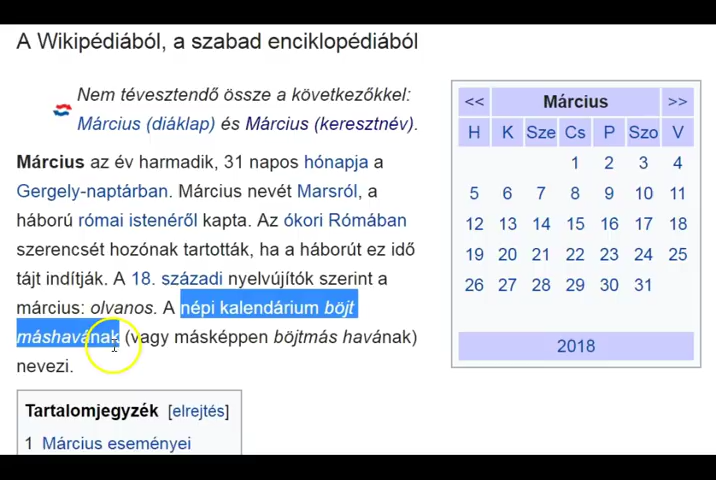 A Wikipédiából, a szabad enciklopédiából
Nem tévesztendő össze a következőkkel:
Március (diáklap) és Március (keresztnév).
Március az év harmadik, 31 napos hónapja a
Gergely-naptárban. Március nevét Marsról, a
háború római istenéről kapta. Az ókori Rómában
szerencsét hozónak tartották, ha a háborút ez idő
tájt indítják. A 18. századi nyelvújítók szerint a
március: olvanos. A népi kalendárium böjt
máshavának (vagy másképpen böjtmás havának)
nevezi.
Tartalomjegyzék [elrejtés]
1 Március eseményei
<< Március >>
H K Sze Cs P Szo V
1 2 3 4
5 6 7 8 9 10 11
12 13 14 15 16 17 18
19 20 21 22 23 24 25
26 27 28 29 30 31
2018